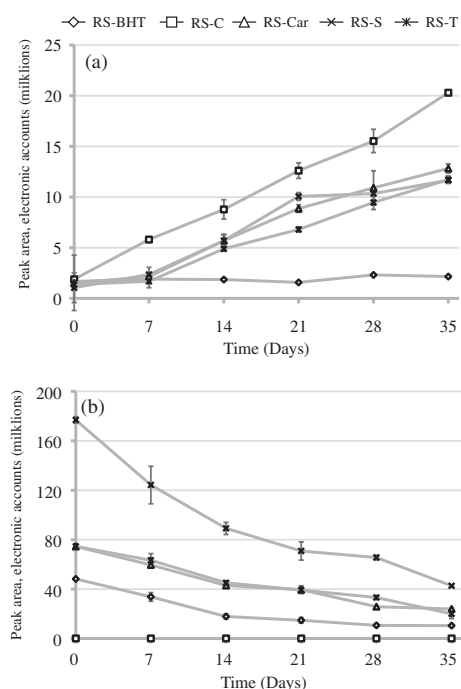 RS-BHT RS-C RS-Car RS-S RS-T
(a)
Peak area, electronic accounts (milklions)
25
20
15
10
5
0
0 7 14 21 28 35
Time (Days)
(b)
Peak area, electronic accounts (milklions)
200
160
120
80
40
0
0 7 14 21 28 35
Time (Days)